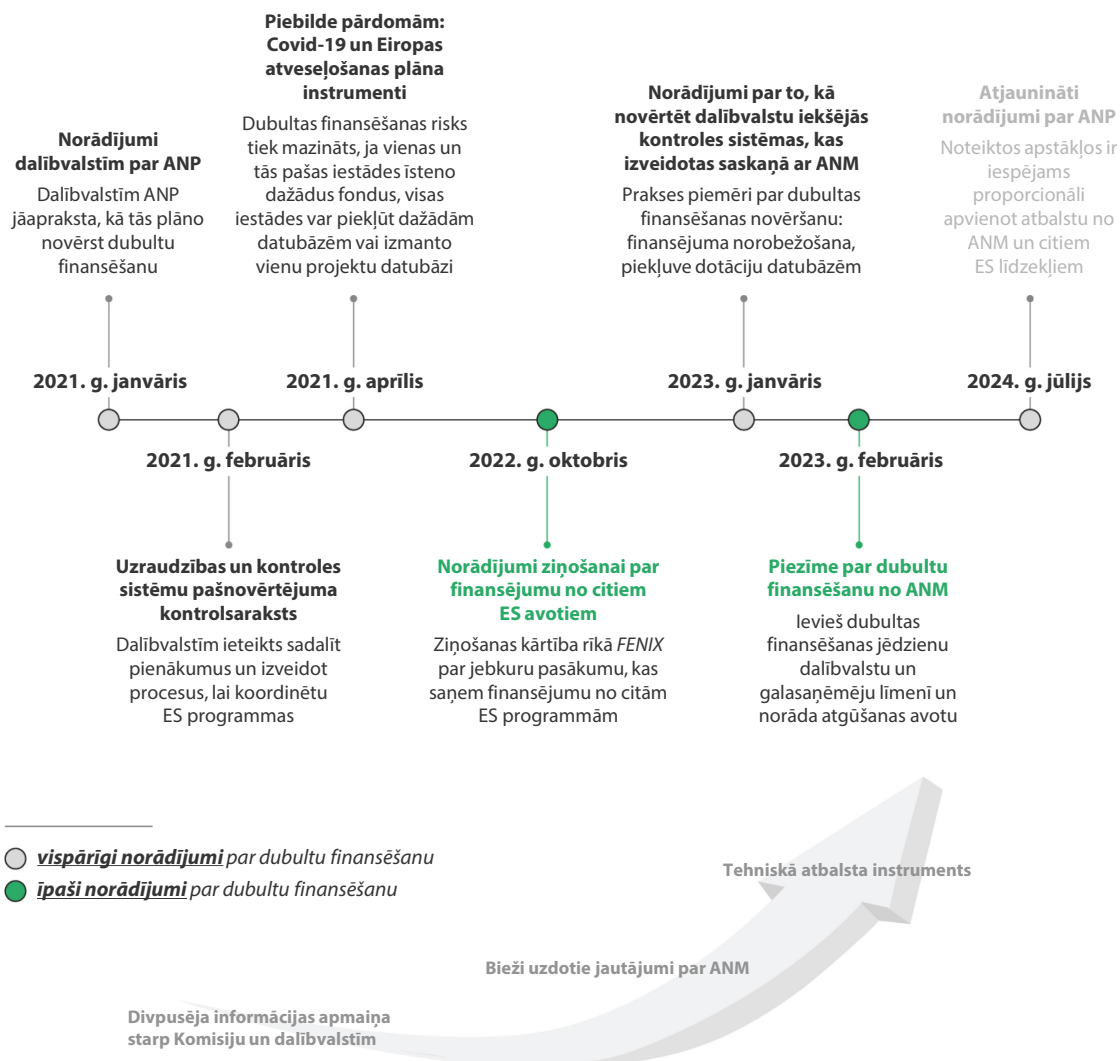 Norādījumi
dalībvalstīm par ANP
Dalībvalstīm ANP
jāapraksta, kā tās plāno
novērst dubultu
finansēšanu
Piebilde pārdomām:
Covid-19 un Eiropas
atveseļošanas plāna
instrumenti
Dubultas finansēšanas risks
tiek mazināts, ja vienas un
tās pašas iestādes īsteno
dažādus fondus, visas
iestādes var piekļūt dažādām
datubāzēm vai izmanto
vienu projektu datubāzi
Norādījumi par to, kā
novērtēt dalībvalstu iekšējās
kontroles sistēmas, kas
izveidotas saskaņā ar ANM
Prakses piemēri par dubultas
finansēšanas novēršanu:
finansējuma norobežošana,
piekļuve dotāciju datubāzēm
Atjaunināti
norādījumi par ANP
Noteiktos apstākļos ir
iespējams
proporcionāli
apvienot atbalstu no
ANM un citiem
ES līdzekļiem
2021. g. janvāris
2021. g. aprīlis
2023. g. janvāris
2024. g. jūlijs
2021. g. februāris
2022. g. oktobris
2023. g. februāris
Uzraudzības un kontroles
sistēmu pašnovērtējuma
kontrolsaraksts
Dalībvalstīm ieteikts sadalīt
pienākumus un izveidot
procesus, lai koordinētu
ES programmas
Norādījumi ziņošanai par
finansējumu no citiem
ES avotiem
Ziņošanas kārtība rīkā FENIX
par jebkuru pasākumu, kas
saņem finansējumu no citām
ES programmām
Piezīme par dubultu
finansēšanu no ANM
Ievieš dubultas
finansēšanas jēdzienu
dalībvalstu un
galasaņēmēju līmenī un
norāda atgūšanas avotu
vispārīgi norādījumi par dubultu finansēšanu
īpaši norādījumi par dubultu finansēšanu
Tehniskā atbalsta instruments
Bieži uzdotie jautājumi par ANM
Divpusēja informācijas apmaiņa
starp Komisiju un dalībvalstīm